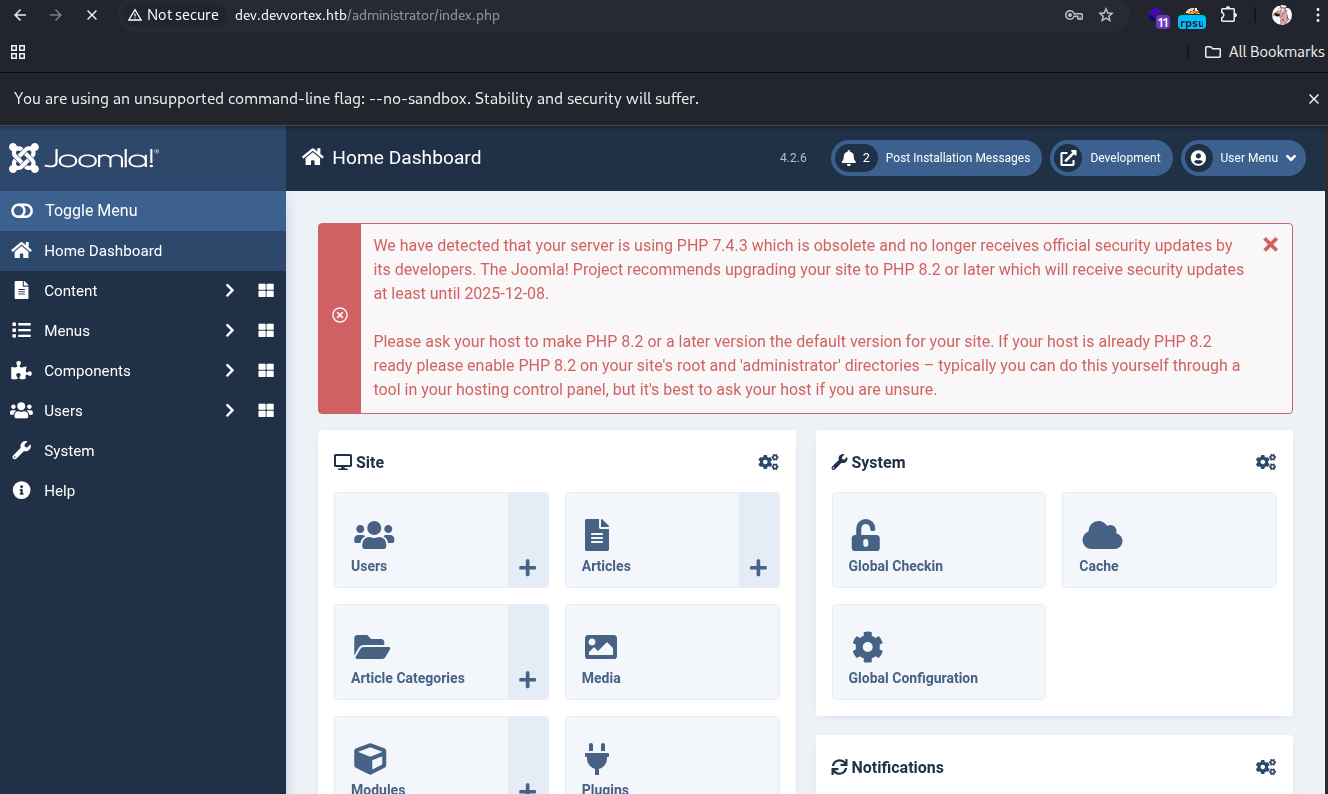 Not secure dev.devvortex.htb/administrator/index.php
11
rpsu
All Bookmarks
You are using an unsupported command-line flag: --no-sandbox. Stability and security will suffer.
Joomla!®
Home Dashboard
4.2.6
2 Post Installation Messages
Development
User Menu
Toggle Menu
Home Dashboard
Content
Menus
Components
Users
System
Help
We have detected that your server is using PHP 7.4.3 which is obsolete and no longer receives official security updates by
its developers. The Joomla! Project recommends upgrading your site to PHP 8.2 or later which will receive security updates
at least until 2025-12-08.
Please ask your host to make PHP 8.2 or a later version the default version for your site. If your host is already PHP 8.2
ready please enable PHP 8.2 on your site's root and 'administrator' directories – typically you can do this yourself through a
tool in your hosting control panel, but it's best to ask your host if you are unsure.
Site
Users
Articles
Article Categories
Media
Modules
Plugins
System
Global Checkin
Cache
Global Configuration
Notifications